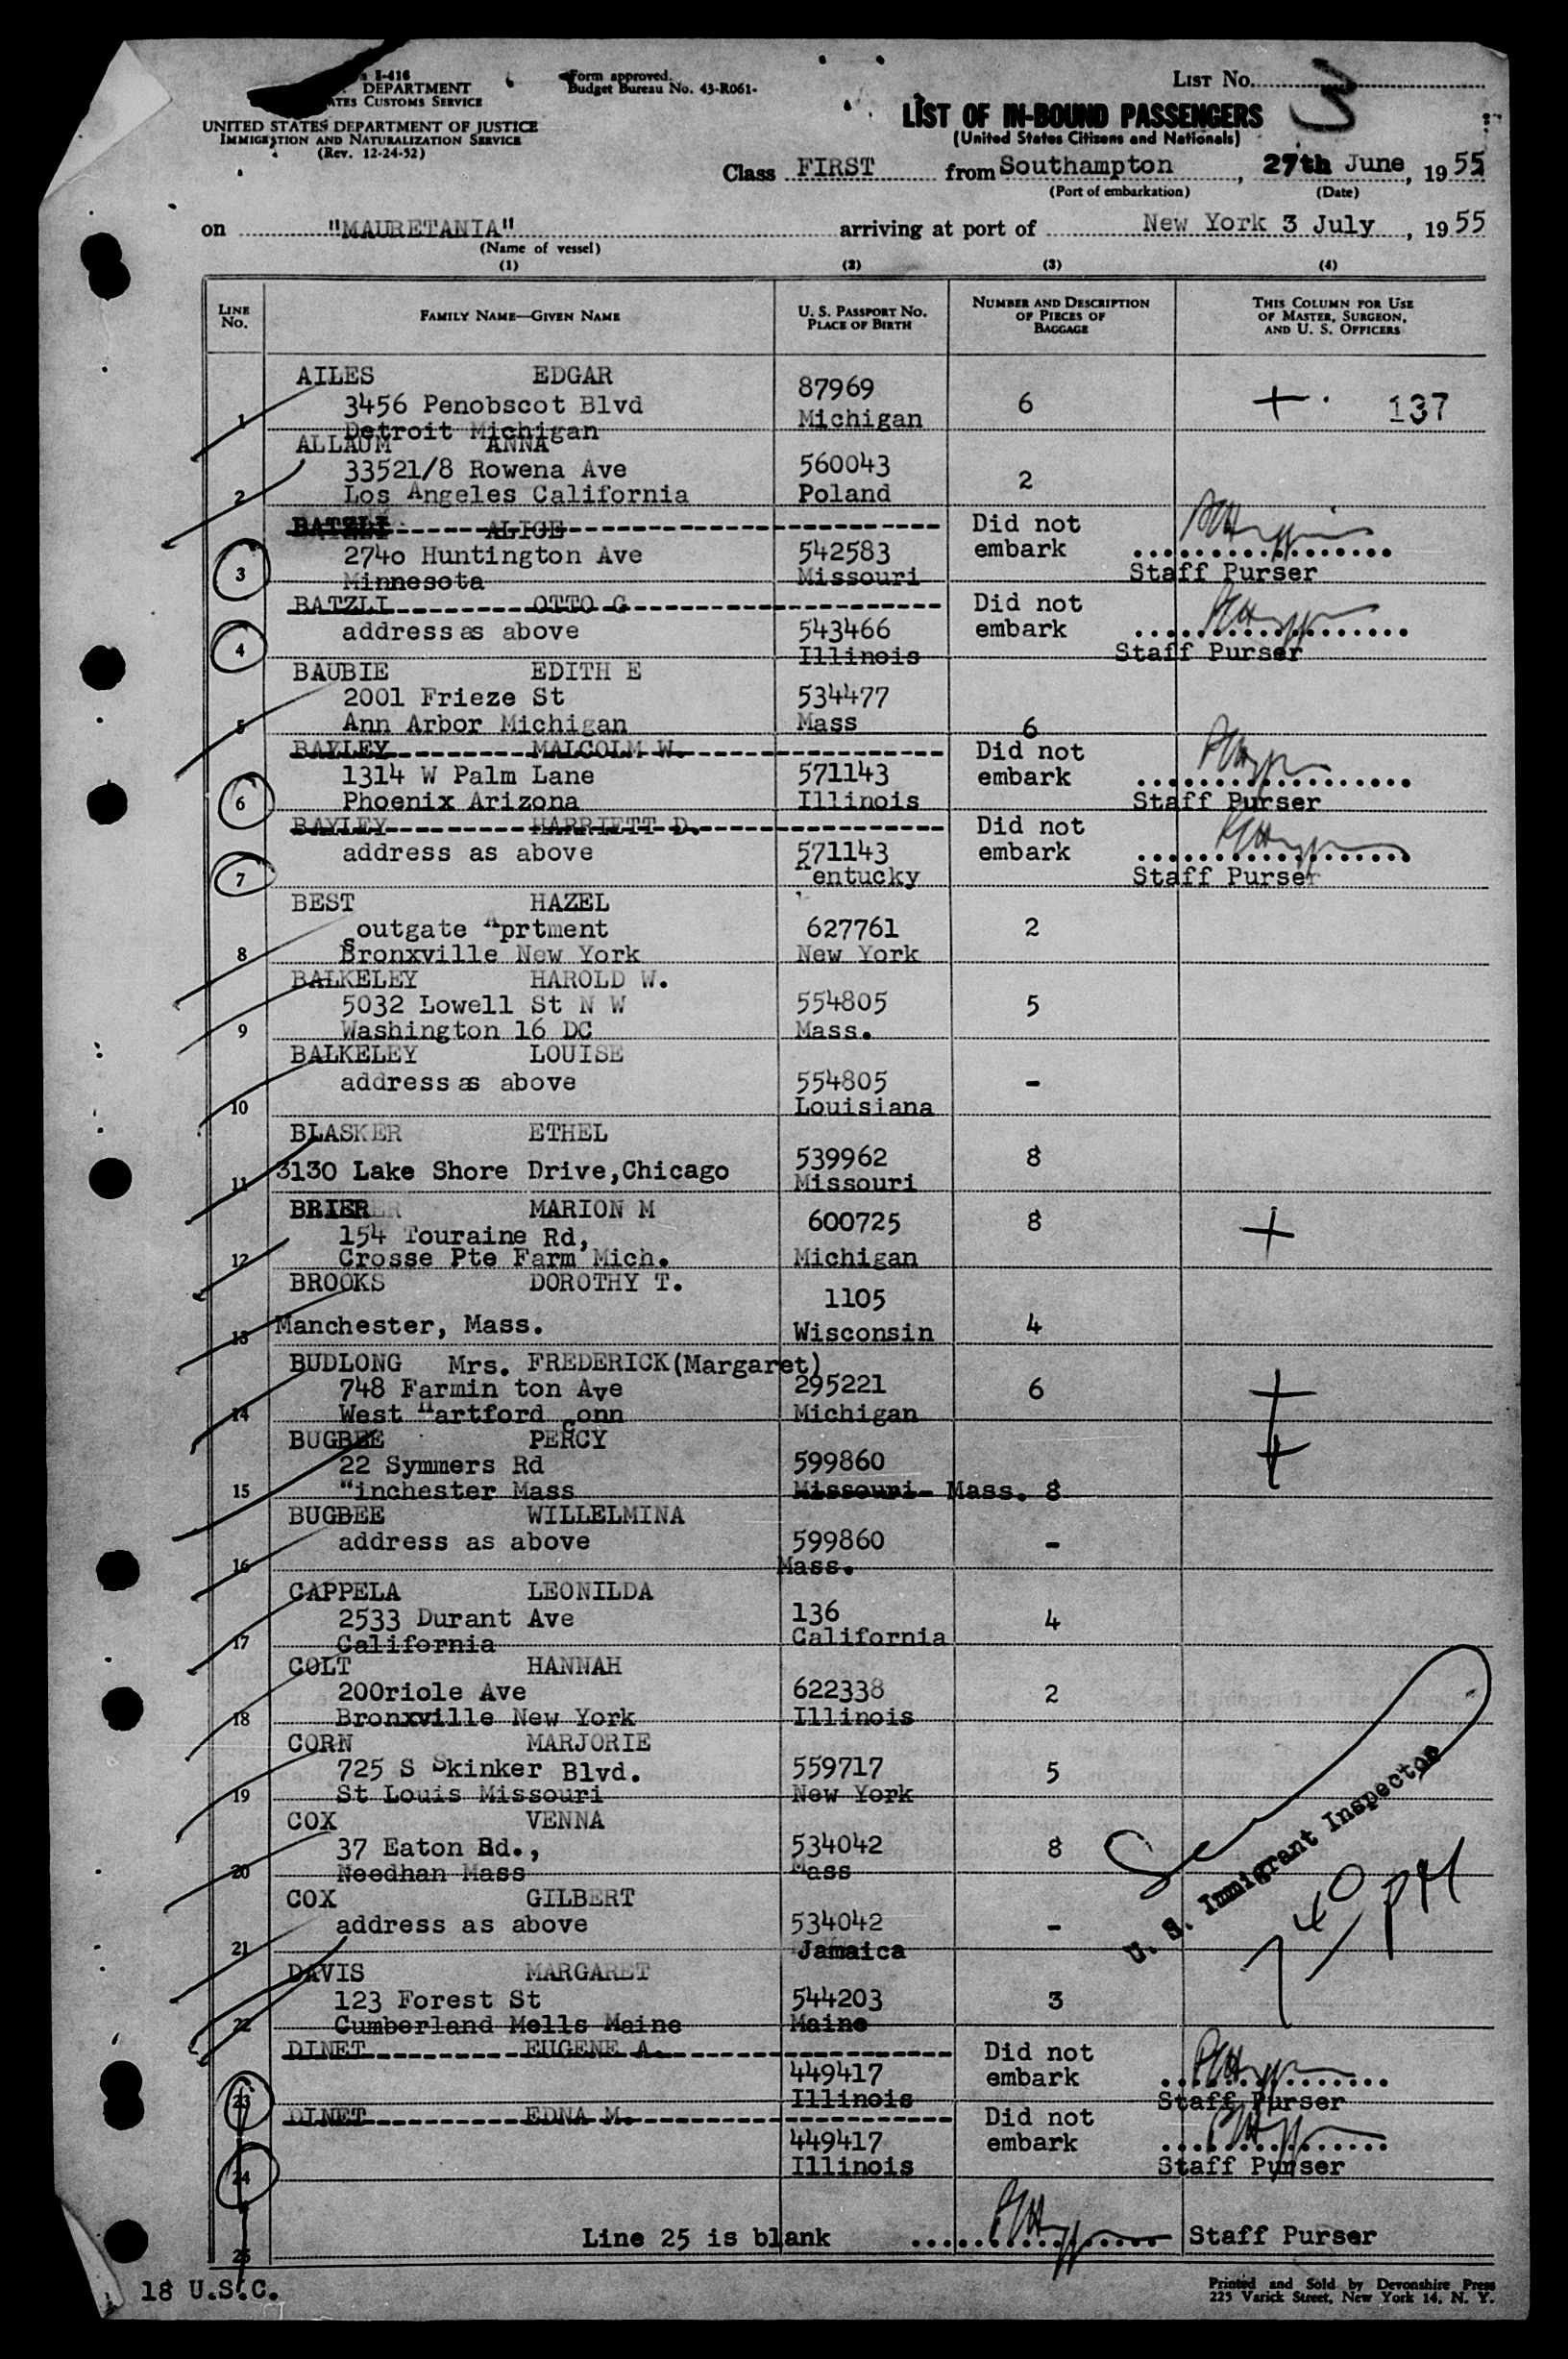 I-416
DEPARTMENT
ATES CUSTOMS SERVICE
UNITED STATES DEPARTMENT OF JUSTICE
IMMIGRATION AND NATURALIZATION SERVICE
(Rev. 12-24-52)
Form approved.
Budget Bureau No. 43-R061-
LIST No. 3
LIST OF IN-BOUND PASSENGERS
(United States Citizens and Nationals)
Class FIRST from Southampton, 27th June, 1955
(Port of embarkation) (Date)
on "MAURETANIA" arriving at port of New York 3 July, 1955
(Name of vessel)
(1) (2) (3) (4)
LINE No. FAMILY NAME—GIVEN NAME U. S. PASSPORT No. PLACE OF BIRTH NUMBER AND DESCRIPTION OF PIECES OF BAGGAGE THIS COLUMN FOR USE OF MASTER, SURGEON, AND U. S. OFFICERS
AILES EDGAR
3456 Penobscot Blvd 87969 6 + 137
1 Detroit Michigan Michigan
ALLAUM ANNA
33521/8 Rowena Ave 560043 2
2 Los Angeles California Poland
BATZLI ALICE Did not
2740 Huntington Ave 542583 embark
3 Minnesota Missouri Staff Purser
BATZLI OTTO G Did not
address as above 543466 embark
4 Illinois Staff Purser
BAUBIE EDITH E
2001 Frieze St 534477
5 Ann Arbor Michigan Mass 6
BAYLEY MALCOLM W. Did not
1314 W Palm Lane 571143 embark
6 Phoenix Arizona Illinois Staff Purser
BAYLEY HARRIETT D. Did not
address as above 571143 embark
7 Kentucky Staff Purser
BEST HAZEL
Soutgate Aprtment 627761 2
8 Bronxville New York New York
BALKELEY HAROLD W.
5032 Lowell St N W 554805 5
9 Washington 16 DC Mass.
BALKELEY LOUISE
address as above 554805 -
10 Louisiana
BLASKER ETHEL
3130 Lake Shore Drive,Chicago 539962 8
11 Missouri
BRIER MARION M
154 Touraine Rd, 600725 8 +
12 Crosse Pte Farm Mich. Michigan
BROOKS DOROTHY T.
1105
13 Manchester, Mass. Wisconsin 4
BUDLONG Mrs. FREDERICK(Margaret)
748 Farmin ton Ave 295221 6 +
14 West Hartford Conn Michigan
BUGBEE PERCY
22 Symmers Rd 599860 +
15 "inchester Mass Missouri- Mass. 8
BUGBEE WILLELMINA
address as above 599860 -
16 Mass.
CAPPELA LEONILDA
2533 Durant Ave 136 4
17 California California
COLT HANNAH
200riole Ave 622338 2
18 Bronxville New York Illinois
CORN MARJORIE
725 S Skinker Blvd. 559717 5
19 St Louis Missouri New York
COX VENNA
37 Eaton Rd., 534042 8
20 Needhan Mass Mass
COX GILBERT
address as above 534042 -
21 Jamaica
U. S. Immigrant Inspector
7 40 PM
DAVIS MARGARET
123 Forest St 544203 3
22 Cumberland Mells Maine Maine
DINET EUGENE A. Did not
449417 embark
23 Illinois Staff Purser
DINET EDNA M. Did not
449417 embark
24 Illinois Staff Purser
Line 25 is blank Staff Purser
25
18 U.S.C.
Printed and Sold by Devonshire Press
225 Varick Street, New York 14, N. Y.